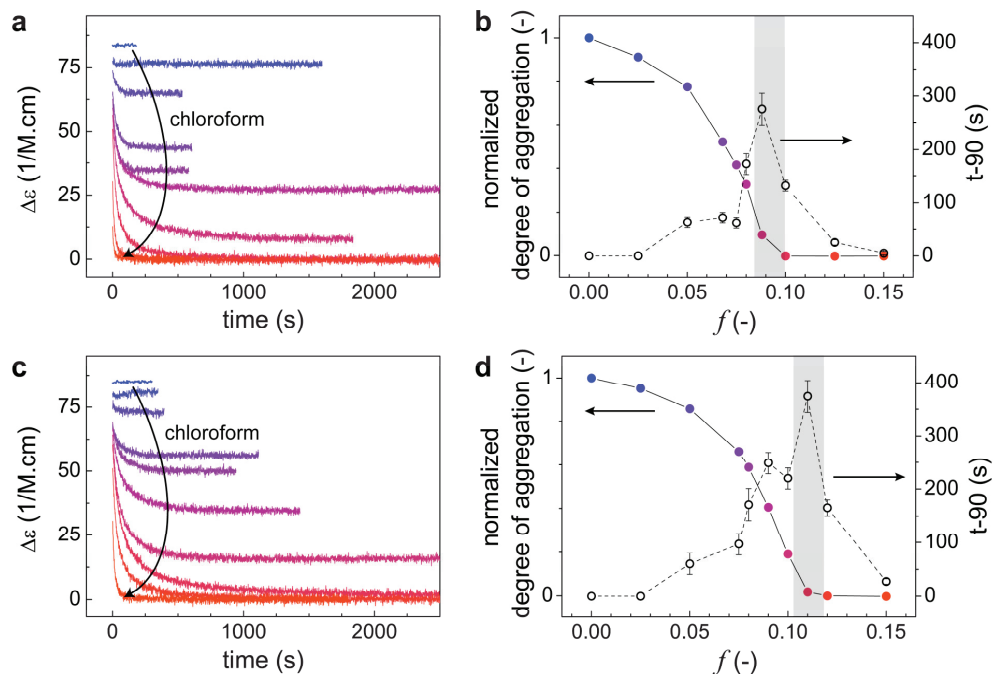 a
Δε (1/M.cm)
75
50
25
0
chloroform
0 1000 2000
time (s)
b
normalized
degree of aggregation (-)
1
0
400
300
200
100
0
t-90 (s)
0.00 0.05 0.10 0.15
f (-)
c
Δε (1/M.cm)
75
50
25
0
chloroform
0 1000 2000
time (s)
d
normalized
degree of aggregation (-)
1
0
400
300
200
100
0
t-90 (s)
0.00 0.05 0.10 0.15
f (-)